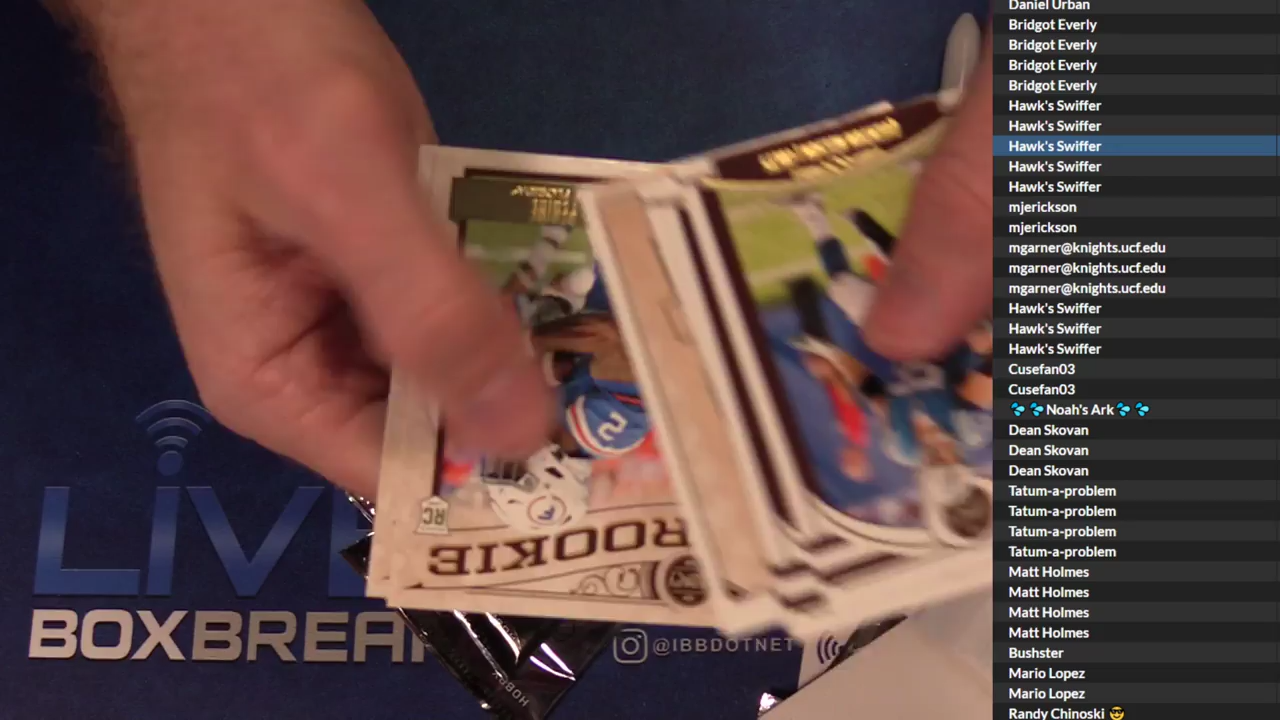 Daniel Urban
Bridgot Everly
Bridgot Everly
Bridgot Everly
Bridgot Everly
Hawk's Swiffer
Hawk's Swiffer
Hawk's Swiffer
Hawk's Swiffer
Hawk's Swiffer
mjerickson
mjerickson
mgarner@knights.ucf.edu
mgarner@knights.ucf.edu
mgarner@knights.ucf.edu
Hawk's Swiffer
Hawk's Swiffer
Hawk's Swiffer
Cusefan03
Cusefan03
💦💦Noah's Ark💦💦
Dean Skovan
Dean Skovan
Dean Skovan
Tatum-a-problem
Tatum-a-problem
Tatum-a-problem
Tatum-a-problem
Matt Holmes
Matt Holmes
Matt Holmes
Matt Holmes
Bushster
Mario Lopez
Mario Lopez
Randy Chinoski 😎
2
RC
ROOKIE
LIVE
BOXBREA
@IBBDOTNET
HOBBY